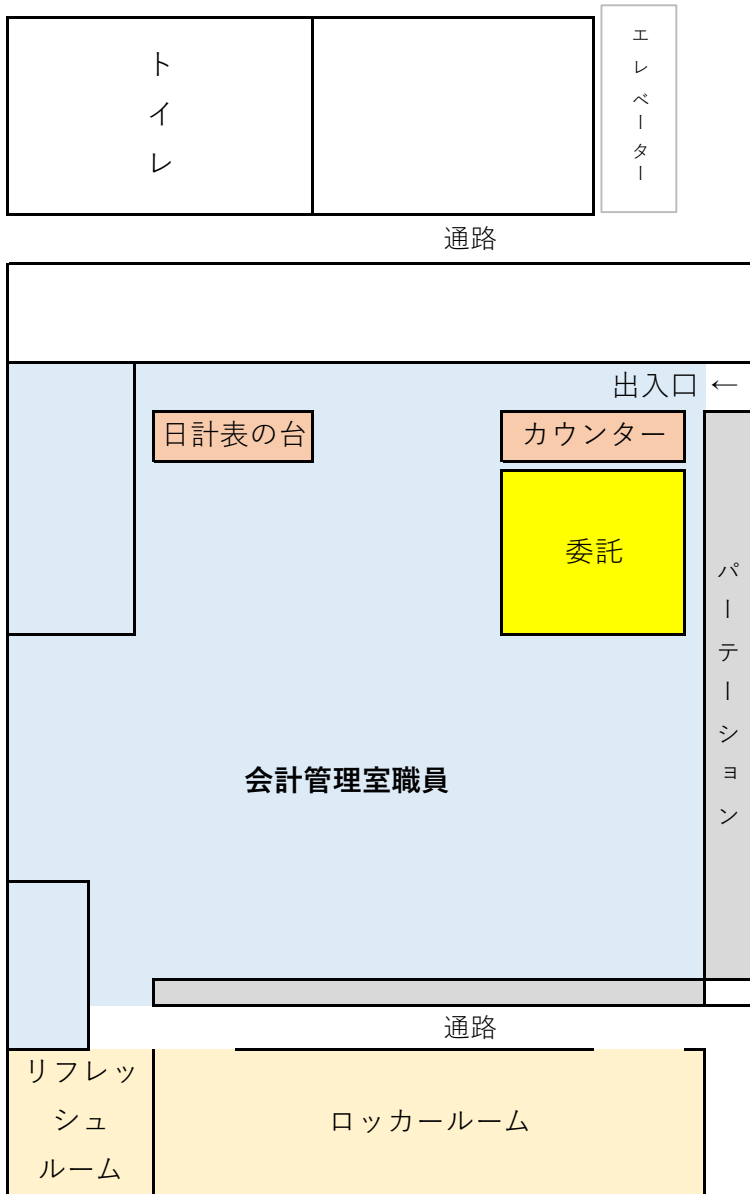 トイレ
エレベーター
通路
出入口 ←
日計表の台
カウンター
委託
パーテーション
会計管理室職員
通路
リフレッ
シュ
ルーム
ロッカールーム